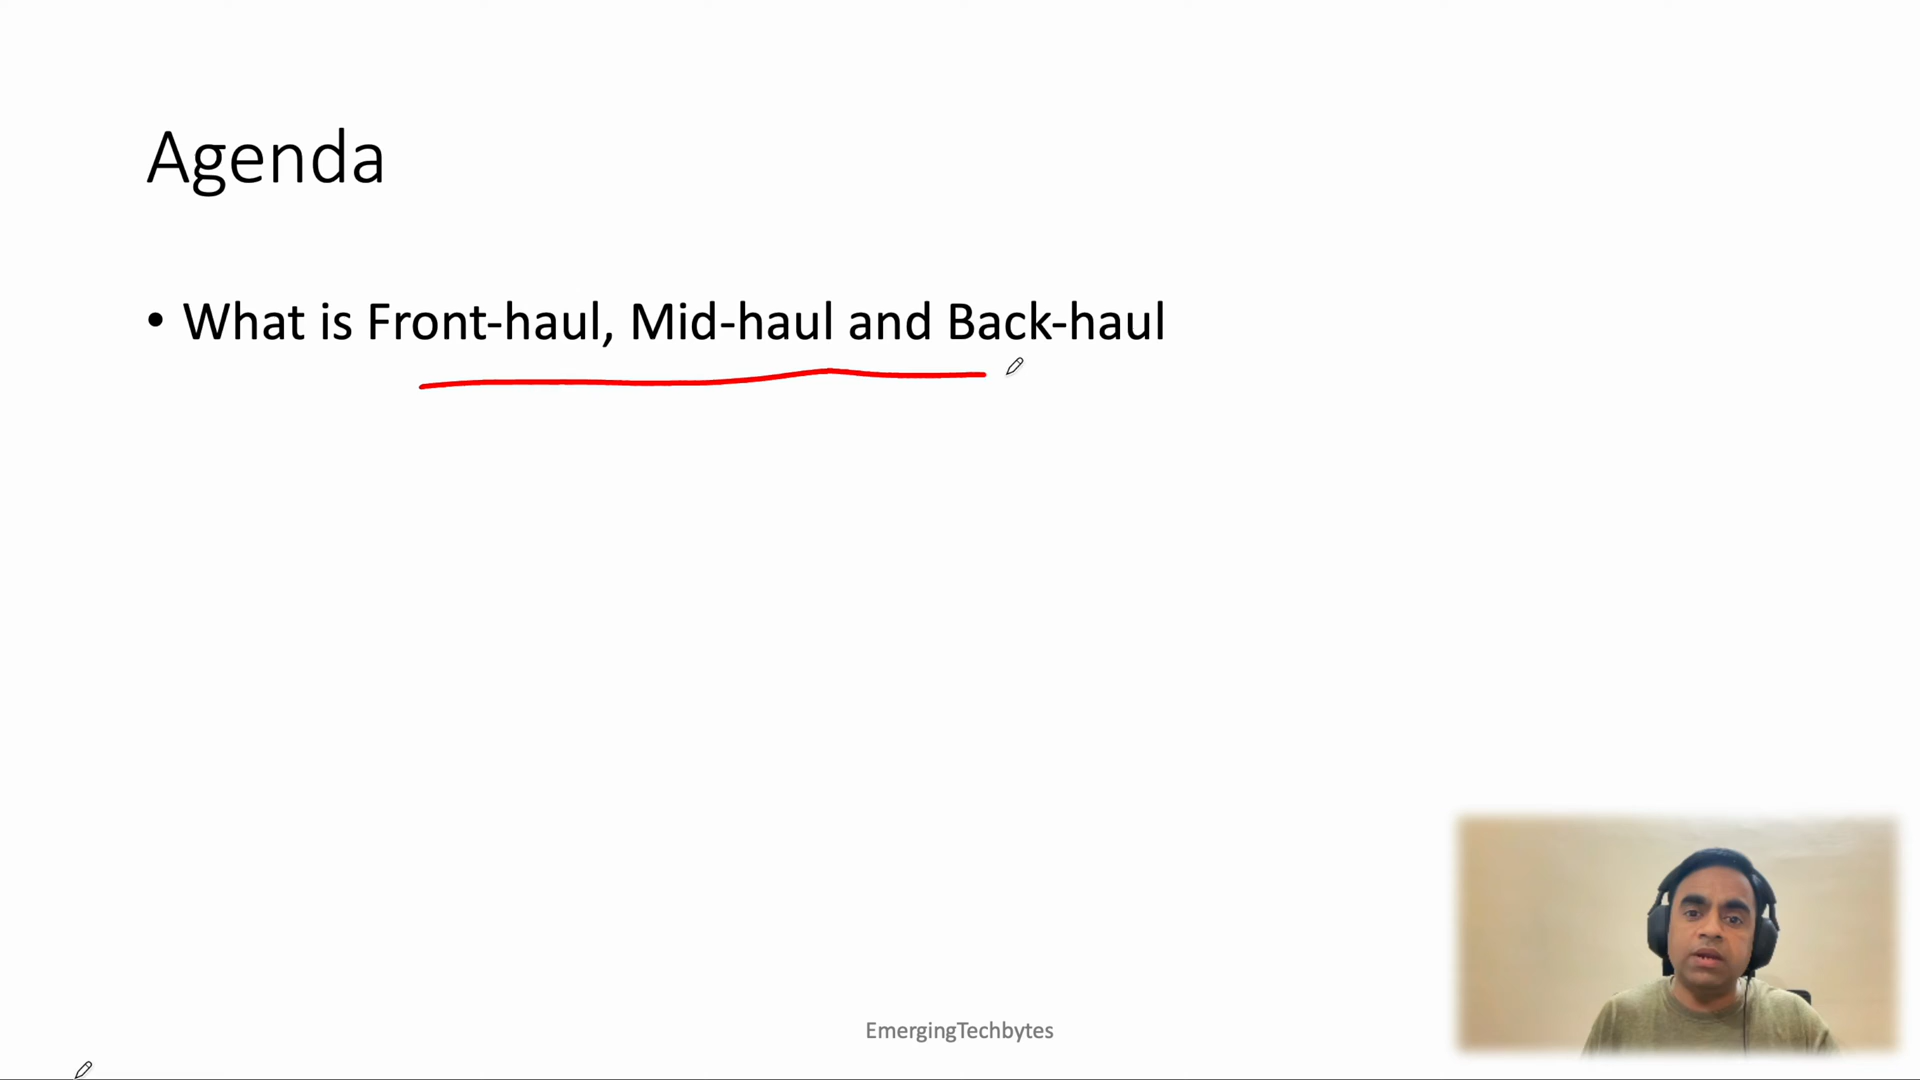 Agenda
• What is Front-haul, Mid-haul and Back-haul
EmergingTechbytes